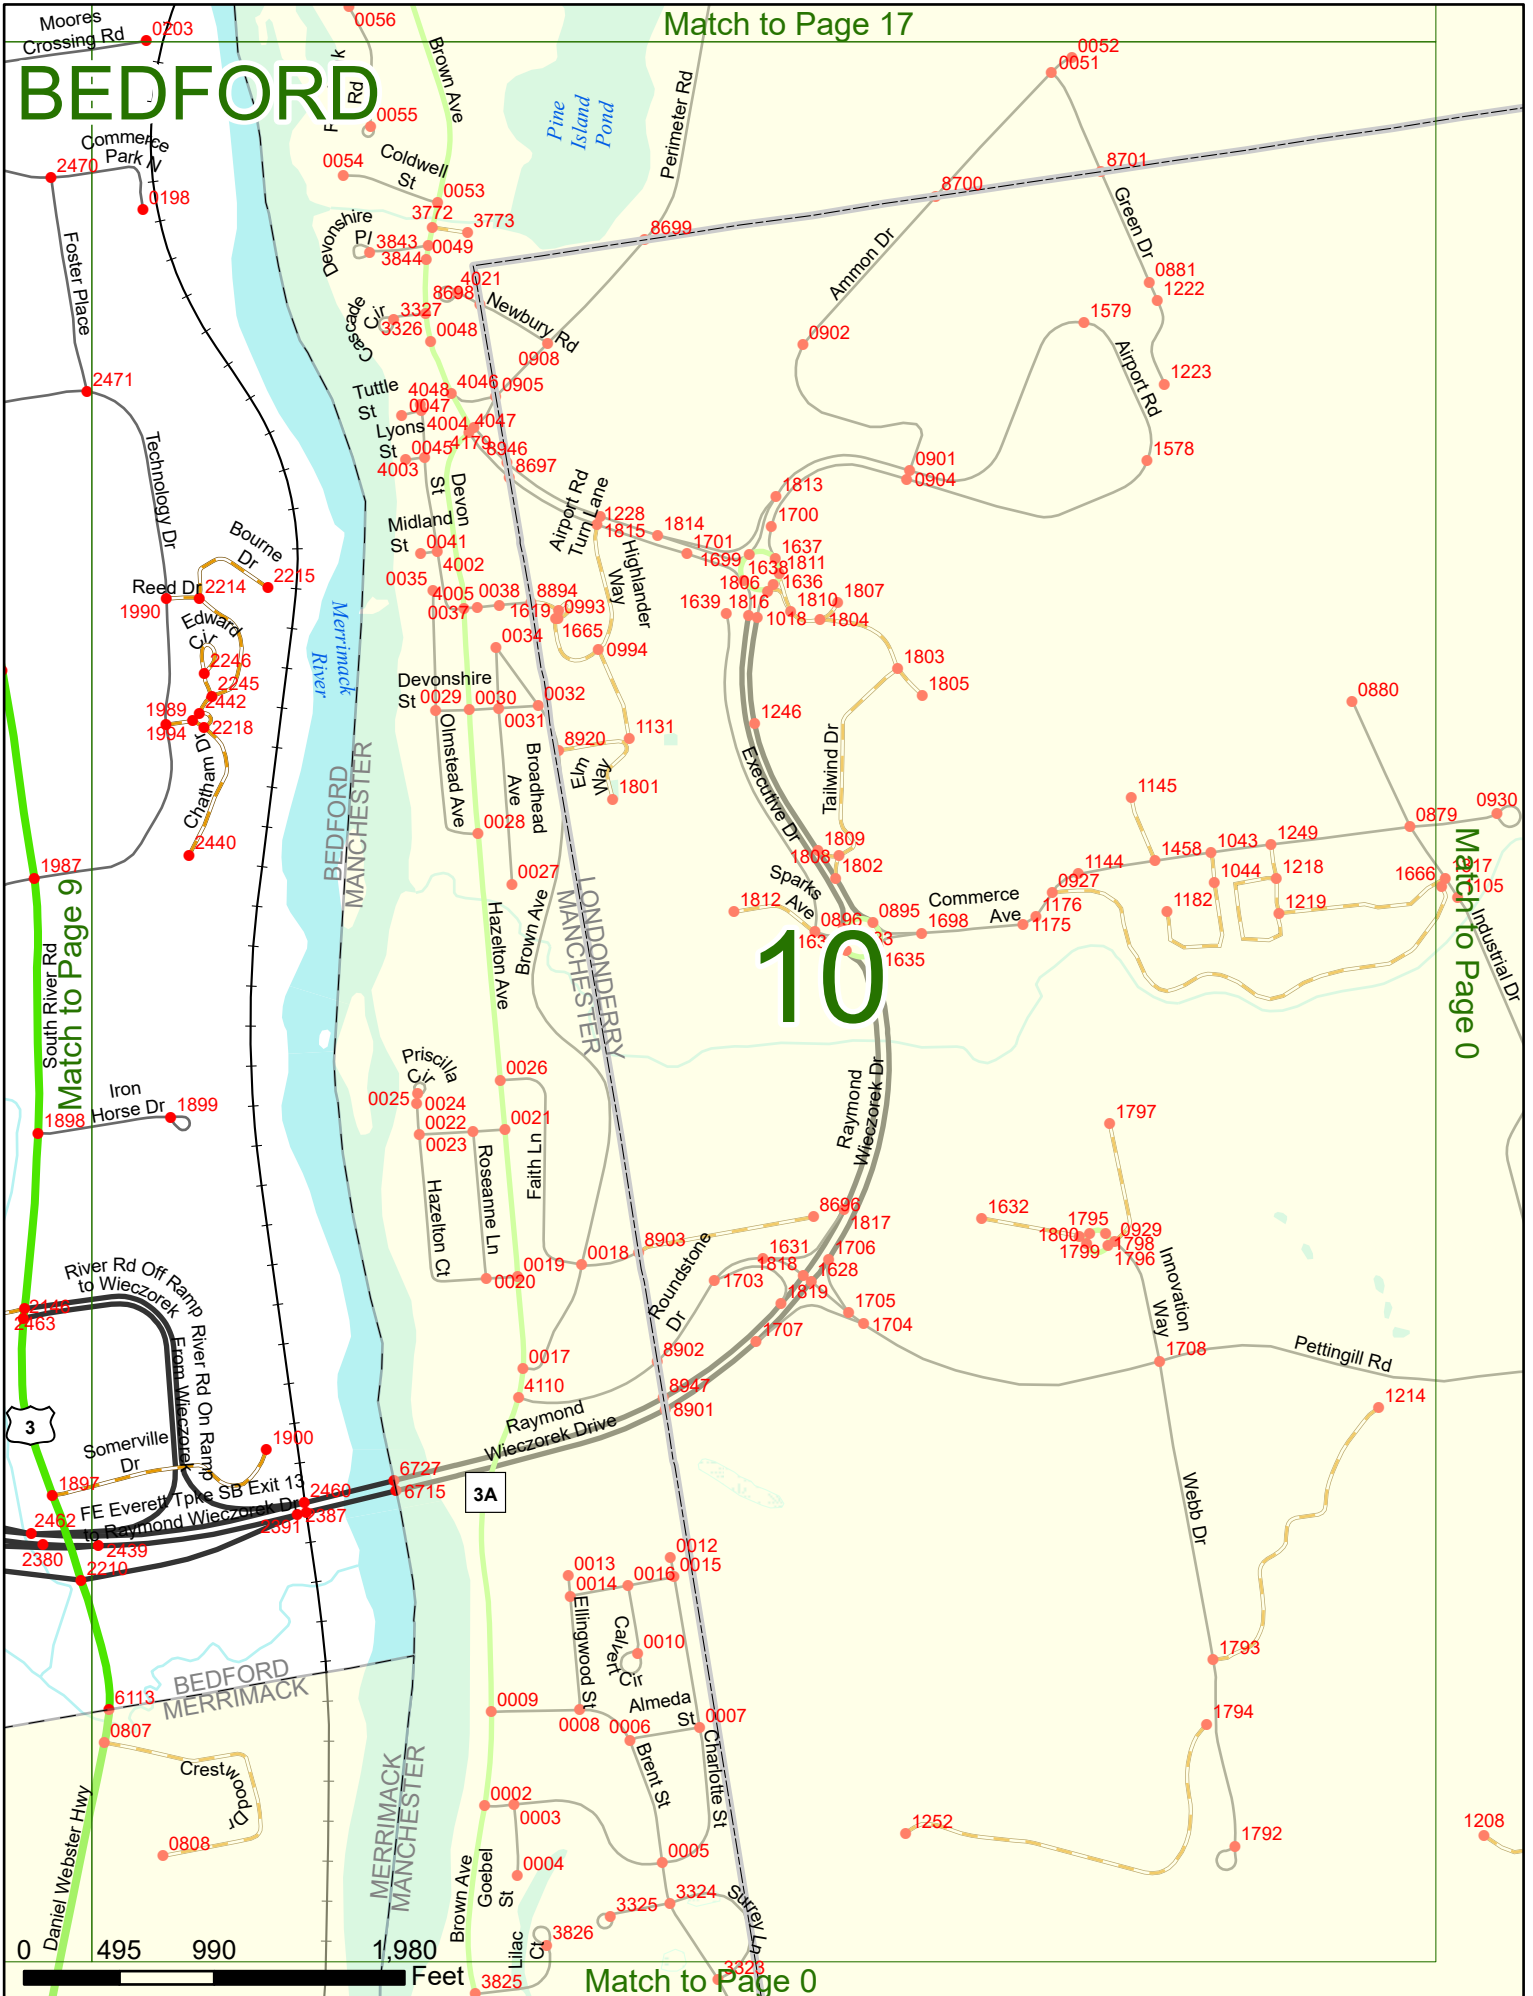 Match to Page 17
BEDFORD
Moores
Crossing Rd
0203
0056
Brown Ave
Rd
0055
Pine
Island
Pond
Perimeter Rd
0052
0051
Commerce
Park N
2470
0198
0054
Coldwell
St
0053
3772
3773
8699
8700
8701
Green Dr
Foster Place
Devonshire
Pl
3843
0049
3844
4021
8698
Newbury Rd
Ammon Dr
0881
1222
Cascade
Cir
3327
3326
0048
0908
0902
1579
Airport Rd
1223
2471
Tuttle
St
4048
4046
0905
0047
Lyons
St
4004
4047
4179
0045
8946
4003
8697
0901
0904
1578
Technology Dr
Devon
St
Airport Rd
Turn Lane
1813
1228
1815
1814
1700
Bourne
Dr
Midland
St
0041
4002
Highlander
Way
1701
1699
1637
1638
1811
Reed Dr
2214
2215
1990
0035
4005
0038
8894
0037
1619
0993
1806
1636
1807
1639
1816
1810
1018
1804
Edward
Cir
1665
0034
0994
2246
Merrimack
River
1803
2245
2442
Devonshire
St
0029
0030
0032
0031
1805
1989
1994
2218
1246
0880
Chatham Dr
Olmstead Ave
Broadhead
Ave
8920
1131
Elm
Way
1801
Executive Dr
Tailwind Dr
BEDFORD
MANCHESTER
2440
0028
1145
0930
0879
1809
1808
1043
1249
1458
1987
0027
1802
1144
1044
1218
1666
Sparks
Ave
0927
1176
Commerce
Ave
1182
1219
1812
0896
0895
1698
1175
1635
10
Industrial Dr
Match to Page 0
Hazelton Ave
Brown Ave
LONDONDERRY
MANCHESTER
South River Rd
Match to Page 9
Iron
Horse Dr
1899
1898
Priscilla
Cir
0026
0025
0024
0022
0023
0021
Raymond
Wieczorek Dr
1797
Hazelton Ct
Roseanne Ln
Faith Ln
8696
1817
1632
1795
0929
1800
1799
1798
1796
0019
0018
8903
0020
Roundstone
Dr
1631
1706
1818
1628
1703
1819
1705
1704
1707
Innovation
Way
River Rd Off Ramp
to Wieczorek
2148
2463
River Rd On Ramp
From Wieczorek
0017
8902
1708
Pettingill Rd
4110
8947
8901
1214
3
Raymond
Wieczorek Drive
Somerville
Dr
1900
1897
6727
6715
3A
FE Everett Tpke SB Exit 13
to Raymond Wieczorek Dr
2469
2387
2391
2462
2380
2439
2210
Webb Dr
0012
0013
0015
0014
0016
Ellingwood St
Calvert
Cir
0010
1793
BEDFORD
MERRIMACK
6113
0807
0009
0008
Almeda
St
0007
0006
1794
Crestwood
Dr
Brent St
Charlotte St
0808
MERRIMACK
MANCHESTER
0002
0003
0005
0004
1252
1792
1208
Daniel Webster Hwy
Brown Ave
Goebel
St
3324
3325
Surrey Ln
3826
Lilac
Ct
3323
3825
0 495 990 1,980
Feet
Match to Page 0